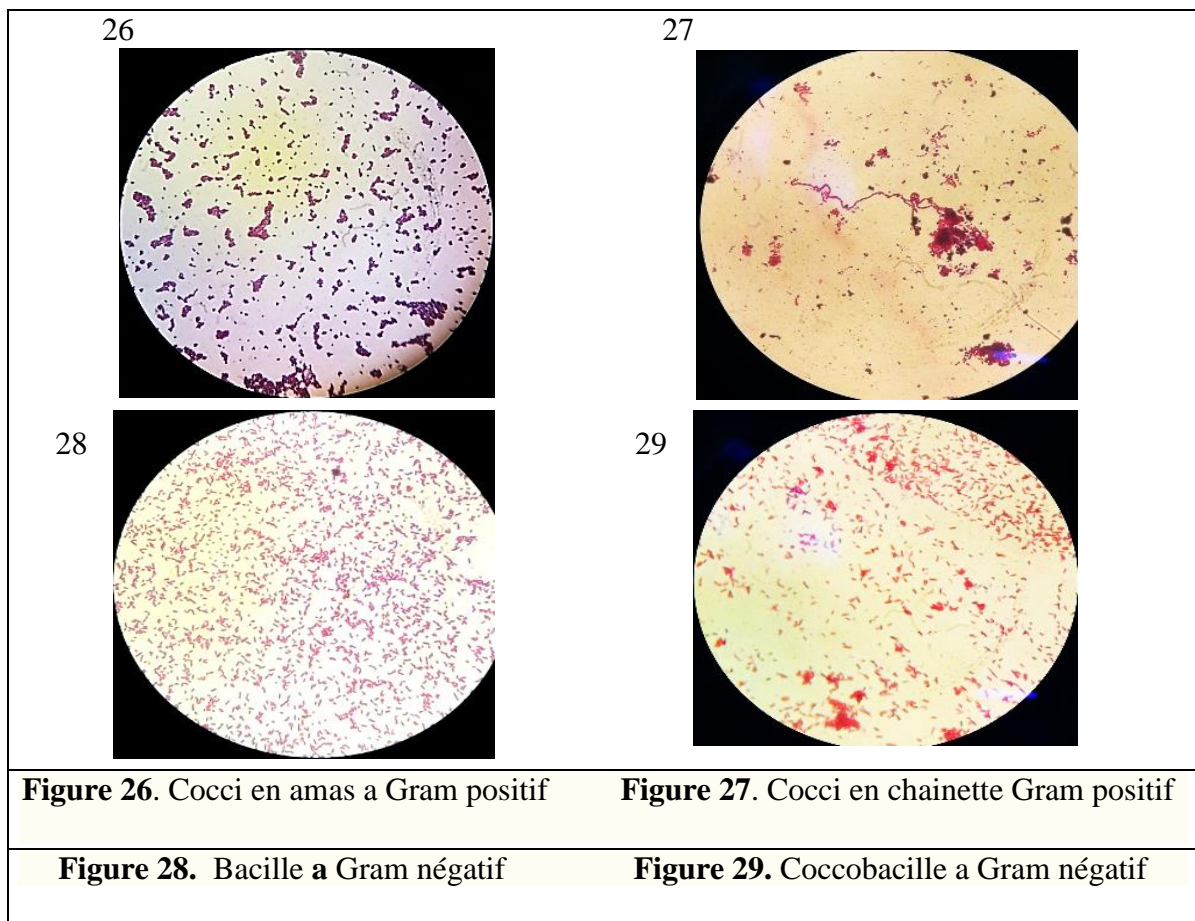 26 27
28 29
Figure 26. Cocci en amas a Gram positif Figure 27. Cocci en chainette Gram positif
Figure 28. Bacille a Gram négatif Figure 29. Coccobacille a Gram négatif